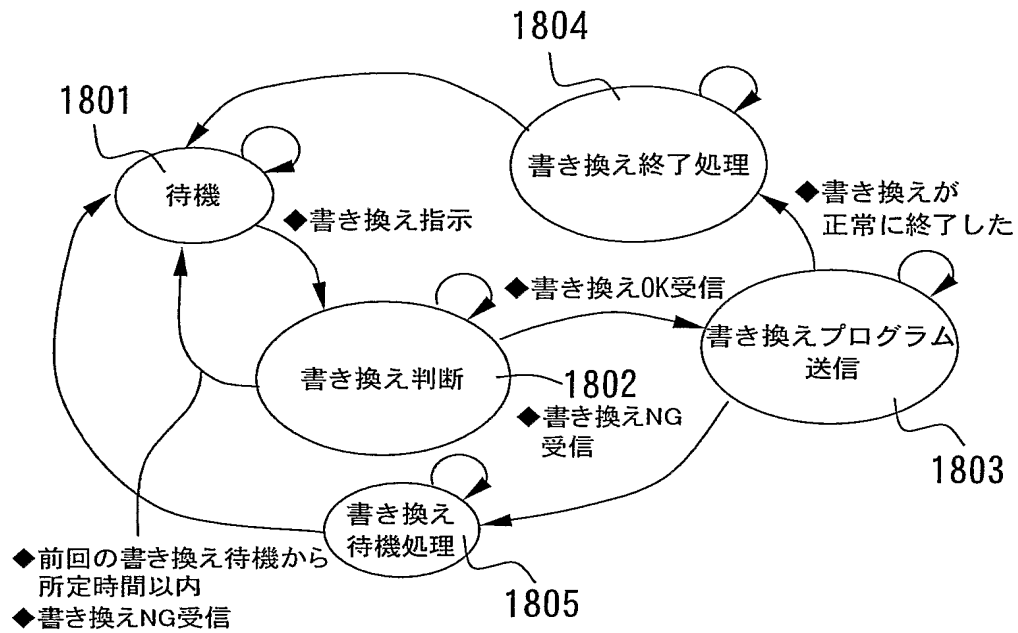 1804
1801
書き換え終了処理
待機
◆書き換えが
正常に終了した
◆書き換え指示
◆書き換えOK受信
書き換えプログラム
送信
書き換え判断
1802
◆書き換えNG
受信
1803
書き換え
待機処理
◆前回の書き換え待機から
所定時間以内
◆書き換えNG受信
1805